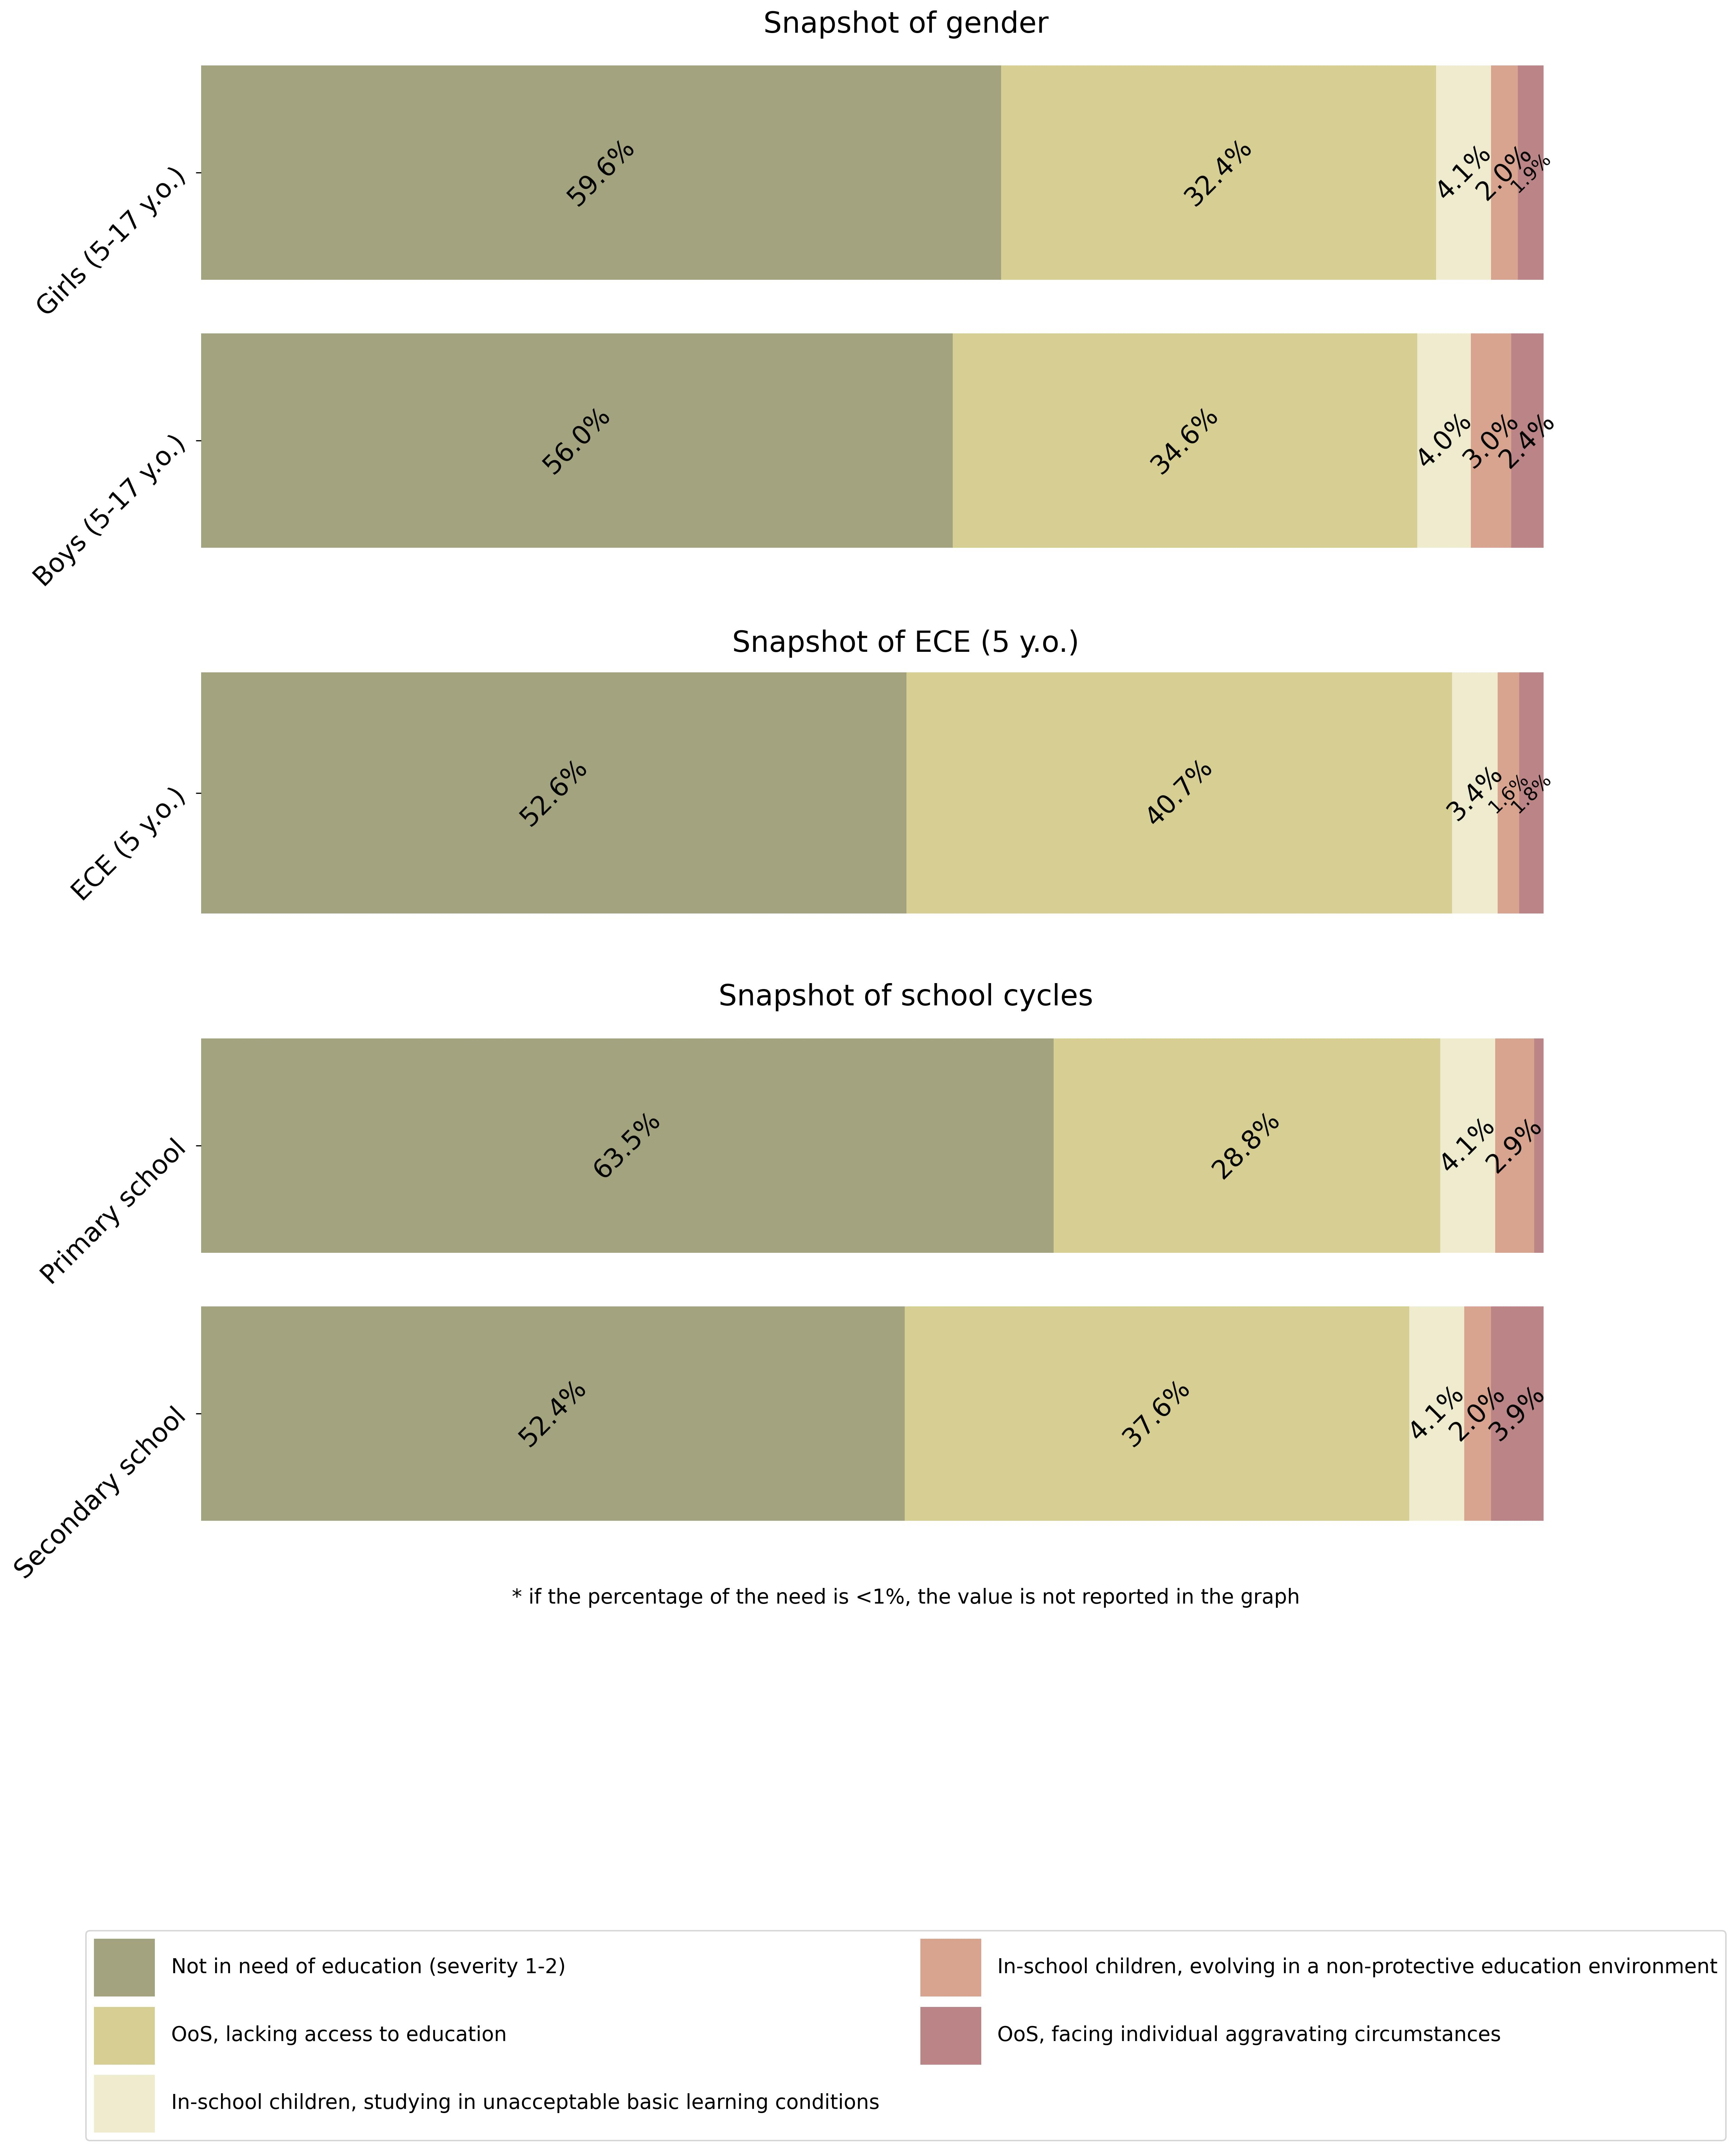 Snapshot of gender
Girls (5-17 y.o.)
59.6%
32.4%
4.1%
2.0%
1.9%
Boys (5-17 y.o.)
56.0%
34.6%
4.0%
3.0%
2.4%
Snapshot of ECE (5 y.o.)
ECE (5 y.o.)
52.6%
40.7%
3.4%
1.6%
1.8%
Snapshot of school cycles
Primary school
63.5%
28.8%
4.1%
2.9%
Secondary school
52.4%
37.6%
4.1%
2.0%
3.9%
* if the percentage of the need is <1%, the value is not reported in the graph
Not in need of education (severity 1-2)
OoS, lacking access to education
In-school children, studying in unacceptable basic learning conditions
In-school children, evolving in a non-protective education environment
OoS, facing individual aggravating circumstances